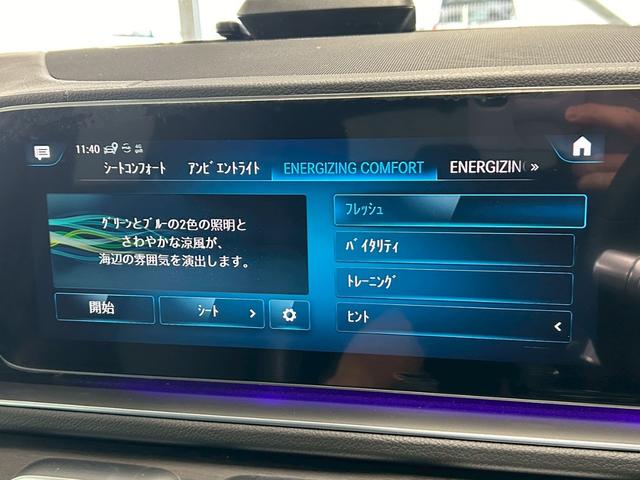 11:40
シートコンフォート アンビエントライト ENERGIZING COMFORT ENERGIZIN »
グリーンとブルーの2色の照明と
さわやかな涼風が、
海辺の雰囲気を演出します。
開始 シート
フレッシュ
バイタリティ
トレーニング
ヒント